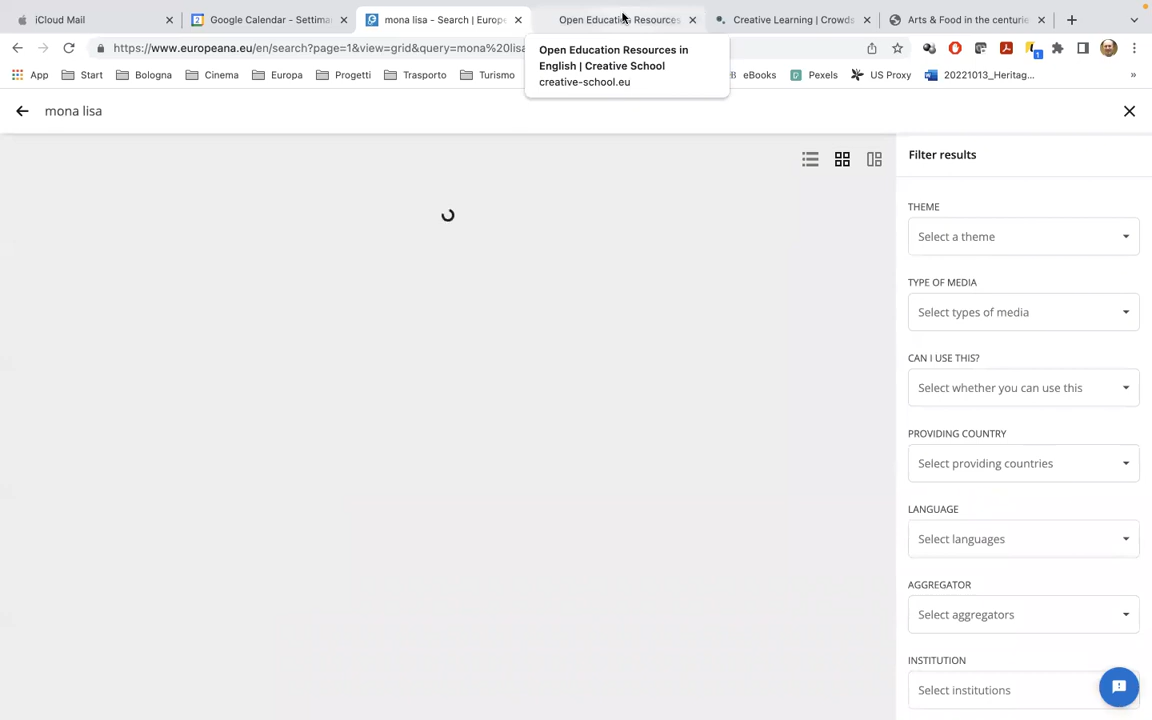 iCloud Mail
Google Calendar - Settima
mona lisa - Search | Europe
Open Education Resources
Creative Learning | Crowds
Arts & Food in the centurie
https://www.europeana.eu/en/search?page=1&view=grid&query=mona%20lisa
1
App
Start
Bologna
Cinema
Europa
Progetti
Trasporto
Turismo
eBooks
Pexels
US Proxy
20221013_Heritag...
»
Open Education Resources in
English | Creative School
creative-school.eu
mona lisa
Filter results
THEME
Select a theme
TYPE OF MEDIA
Select types of media
CAN I USE THIS?
Select whether you can use this
PROVIDING COUNTRY
Select providing countries
LANGUAGE
Select languages
AGGREGATOR
Select aggregators
INSTITUTION
Select institutions